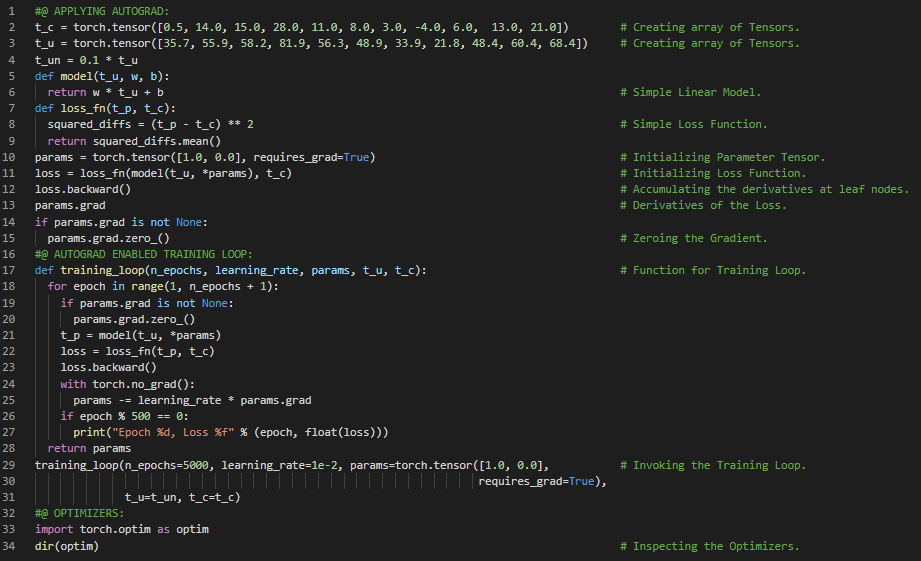 1 #@ APPLYING AUTOGRAD:
2 t_c = torch.tensor([0.5, 14.0, 15.0, 28.0, 11.0, 8.0, 3.0, -4.0, 6.0,  13.0, 21.0]) # Creating array of Tensors.
3 t_u = torch.tensor([35.7, 55.9, 58.2, 81.9, 56.3, 48.9, 33.9, 21.8, 48.4, 60.4, 68.4]) # Creating array of Tensors.
4 t_un = 0.1 * t_u
5 def model(t_u, w, b):
6 return w * t_u + b # Simple Linear Model.
7 def loss_fn(t_p, t_c):
8 squared_diffs = (t_p - t_c) ** 2 # Simple Loss Function.
9 return squared_diffs.mean()
10 params = torch.tensor([1.0, 0.0], requires_grad=True) # Initializing Parameter Tensor.
11 loss = loss_fn(model(t_u, *params), t_c) # Initializing Loss Function.
12 loss.backward() # Accumulating the derivatives at leaf nodes.
13 params.grad # Derivatives of the Loss.
14 if params.grad is not None:
15 params.grad.zero_() # Zeroing the Gradient.
16 #@ AUTOGRAD ENABLED TRAINING LOOP:
17 def training_loop(n_epochs, learning_rate, params, t_u, t_c): # Function for Training Loop.
18 for epoch in range(1, n_epochs + 1):
19 if params.grad is not None:
20 params.grad.zero_()
21 t_p = model(t_u, *params)
22 loss = loss_fn(t_p, t_c)
23 loss.backward()
24 with torch.no_grad():
25 params -= learning_rate * params.grad
26 if epoch % 500 == 0:
27 print("Epoch %d, Loss %f" % (epoch, float(loss)))
28 return params
29 training_loop(n_epochs=5000, learning_rate=1e-2, params=torch.tensor([1.0, 0.0], # Invoking the Training Loop.
30 requires_grad=True),
31 t_u=t_un, t_c=t_c)
32 #@ OPTIMIZERS:
33 import torch.optim as optim
34 dir(optim) # Inspecting the Optimizers.